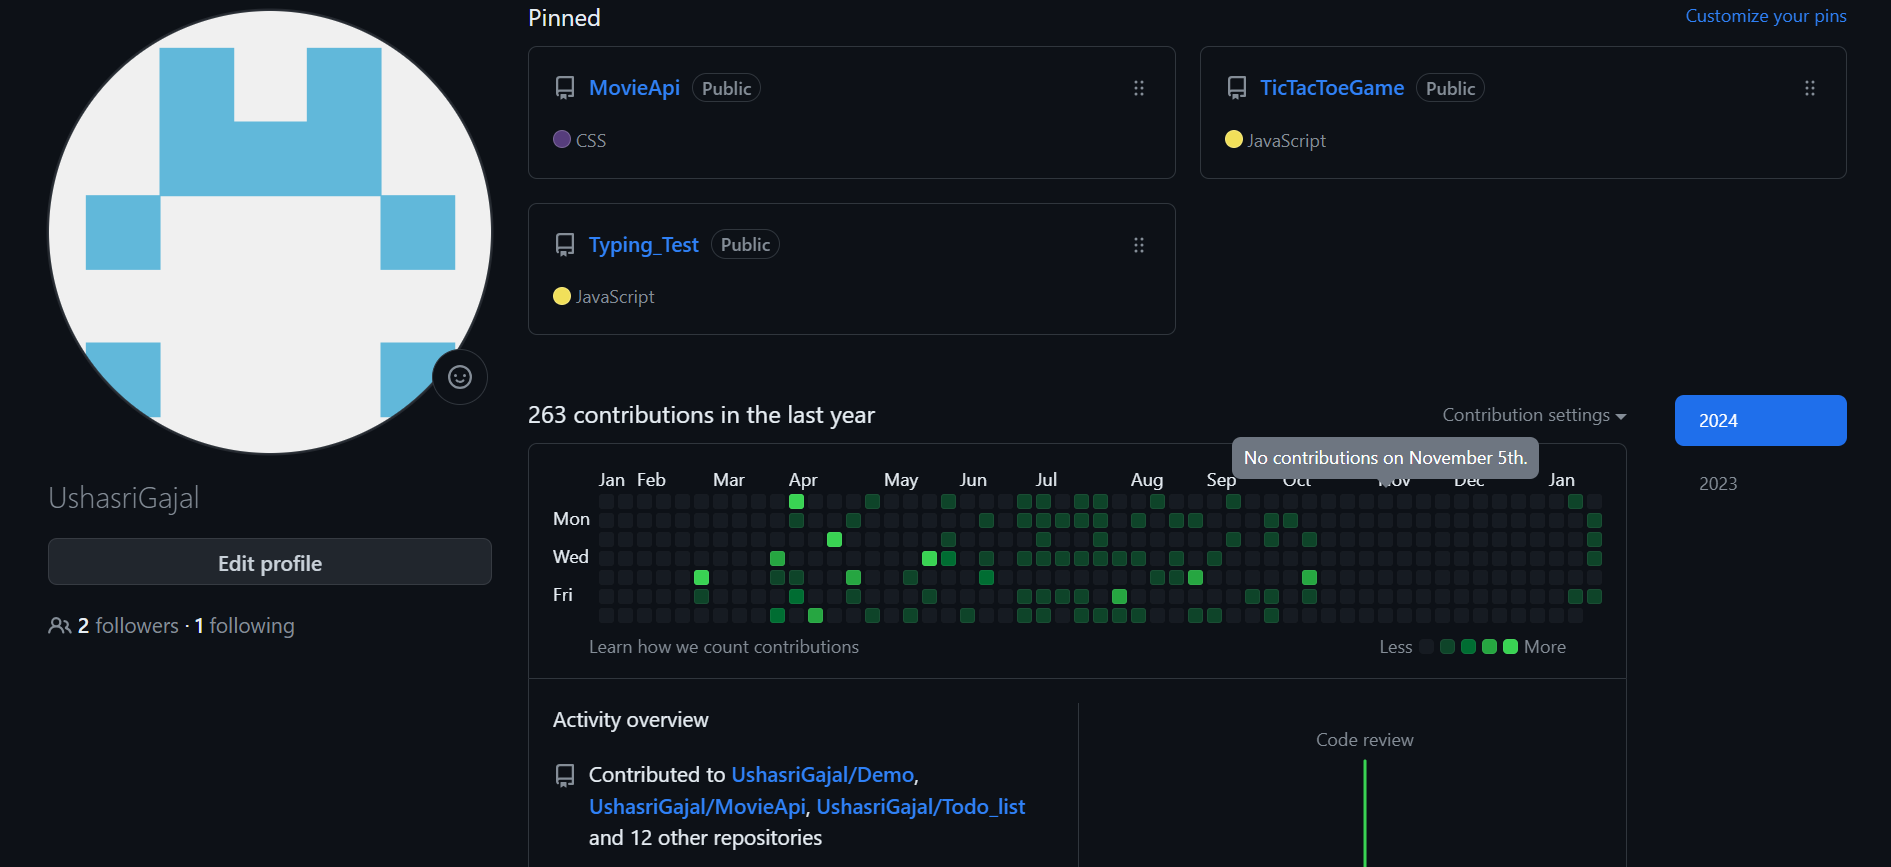 Pinned
Customize your pins
MovieApi Public
CSS
TicTacToeGame Public
JavaScript
Typing_Test Public
JavaScript
UshasriGajal
Edit profile
2 followers · 1 following
263 contributions in the last year
Contribution settings
2024
2023
No contributions on November 5th.
Jan Feb Mar Apr May Jun Jul Aug Sep Oct Nov Dec Jan
Mon
Wed
Fri
Learn how we count contributions
Less More
Activity overview
Contributed to UshasriGajal/Demo,
UshasriGajal/MovieApi, UshasriGajal/Todo_list
and 12 other repositories
Code review